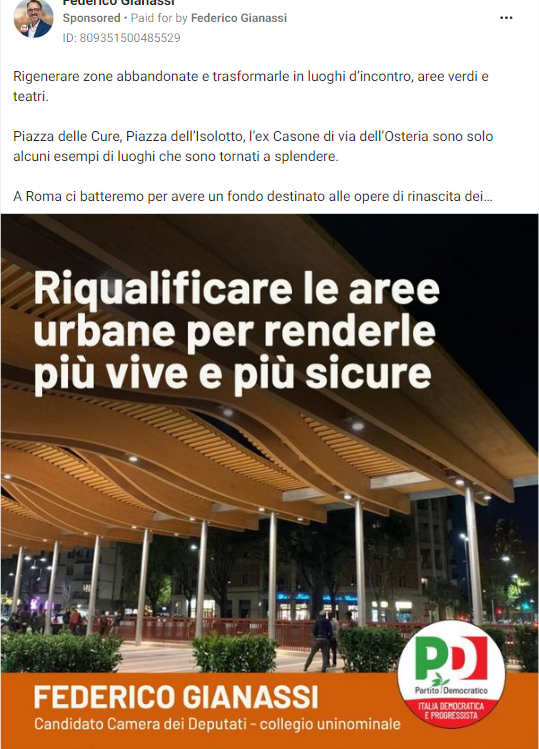 Federico Gianassi
Sponsored • Paid for by Federico Gianassi
ID: 809351500485529
Rigenerare zone abbandonate e trasformarle in luoghi d'incontro, aree verdi e
teatri.
Piazza delle Cure, Piazza dell'Isolotto, l'ex Casone di via dell'Osteria sono solo
alcuni esempi di luoghi che sono tornati a splendere.
A Roma ci batteremo per avere un fondo destinato alle opere di rinascita dei...
Riqualificare le aree
urbane per renderle
più vive e più sicure
PD
Partito Democratico
ITALIA DEMOCRATICA
E PROGRESSISTA
FEDERICO GIANASSI
Candidato Camera dei Deputati - collegio uninominale